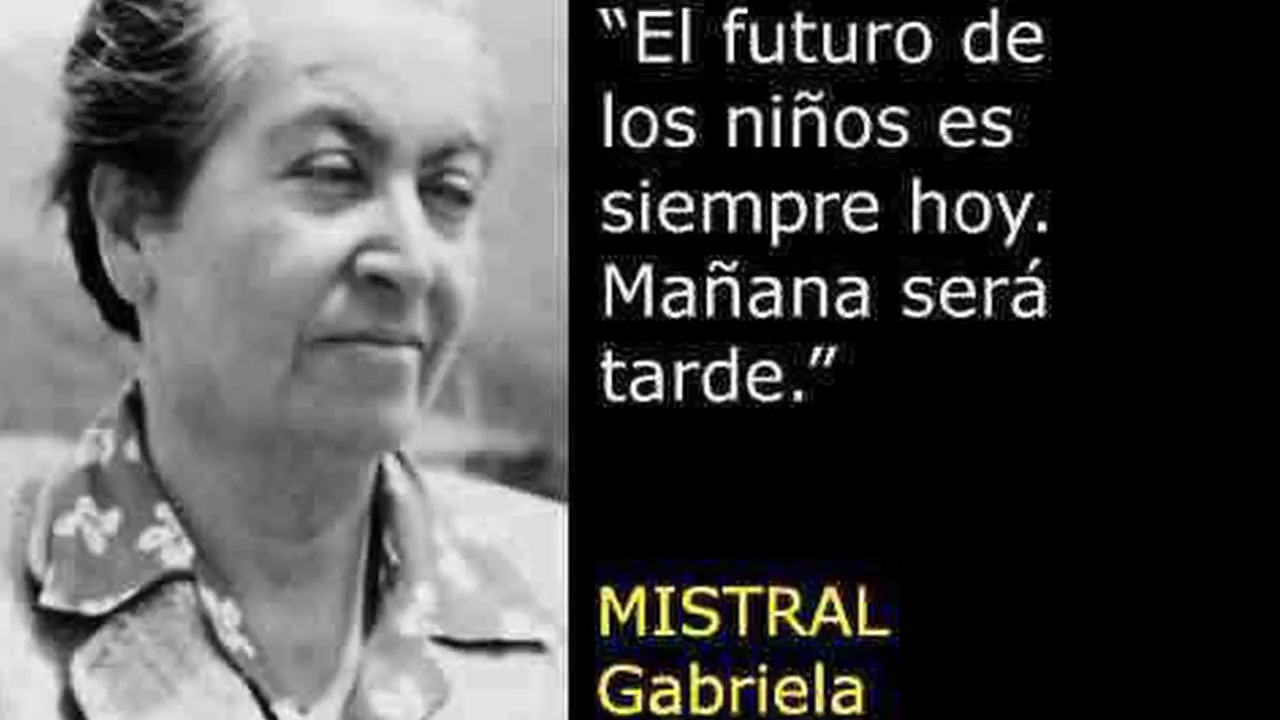 “El futuro de
los niños es
siempre hoy.
Mañana será
tarde.”
MISTRAL
Gabriela